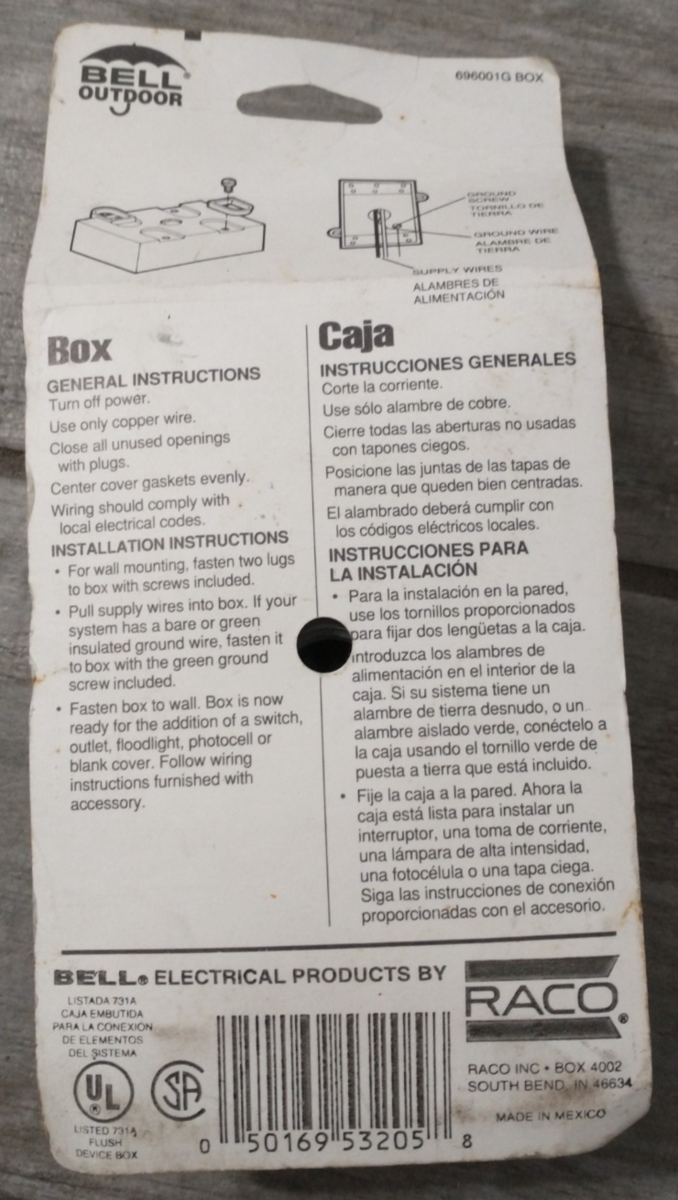 BELL®
OUTDOOR
696001G BOX
GROUND
SCREW
TORNILLO DE
TIERRA
GROUND WIRE
ALAMBRE DE
TIERRA
SUPPLY WIRES
ALAMBRES DE
ALIMENTACIÓN
Box
GENERAL INSTRUCTIONS
Turn off power.
Use only copper wire.
Close all unused openings
with plugs.
Center cover gaskets evenly.
Wiring should comply with
local electrical codes.
INSTALLATION INSTRUCTIONS
• For wall mounting, fasten two lugs
to box with screws included.
• Pull supply wires into box. If your
system has a bare or green
insulated ground wire, fasten it
to box with the green ground
screw included.
• Fasten box to wall. Box is now
ready for the addition of a switch,
outlet, floodlight, photocell or
blank cover. Follow wiring
instructions furnished with
accessory.
Caja
INSTRUCCIONES GENERALES
Corte la corriente.
Use sólo alambre de cobre.
Cierre todas las aberturas no usadas
con tapones ciegos.
Posicione las juntas de las tapas de
manera que queden bien centradas.
El alambrado deberá cumplir con
los códigos eléctricos locales.
INSTRUCCIONES PARA
LA INSTALACIÓN
• Para la instalación en la pared,
use los tornillos proporcionados
para fijar dos lengüetas a la caja.
Introduzca los alambres de
alimentación en el interior de la
caja. Si su sistema tiene un
alambre de tierra desnudo, o un
alambre aislado verde, conéctelo a
la caja usando el tornillo verde de
puesta a tierra que está incluido.
• Fije la caja a la pared. Ahora la
caja está lista para instalar un
interruptor, una toma de corriente,
una lámpara de alta intensidad,
una fotocélula o una tapa ciega.
Siga las instrucciones de conexión
proporcionadas con el accesorio.
BELL® ELECTRICAL PRODUCTS BY
RACO®
LISTADA 731A
CAJA EMBUTIDA
PARA LA CONEXIÓN
DE ELEMENTOS
DEL SISTEMA
UL®
SA
LISTED 731A
FLUSH
DEVICE BOX
0 50169 53205 8
RACO INC • BOX 4002
SOUTH BEND, IN 46634
MADE IN MEXICO